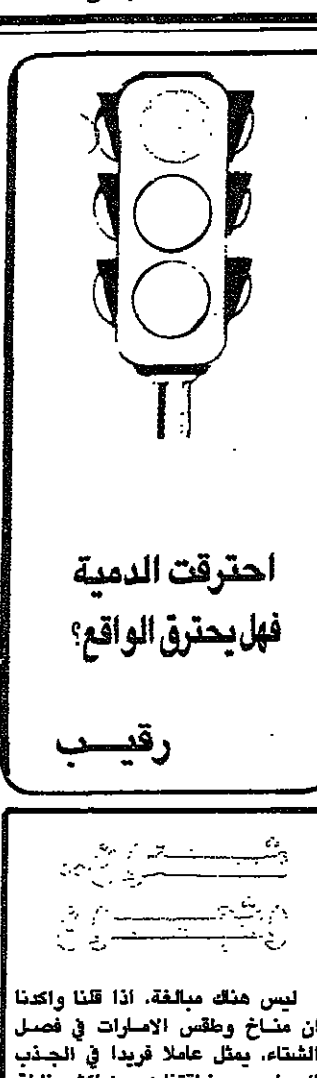 احترقت الدمية
فهل يحترق الواقع؟
رقيـــب
ليس هناك مبالغة، اذا قلنا واكدنا
ان مناخ وطقس الامارات في فصل
الشتاء، يمثل عاملا فريدا في الجذب